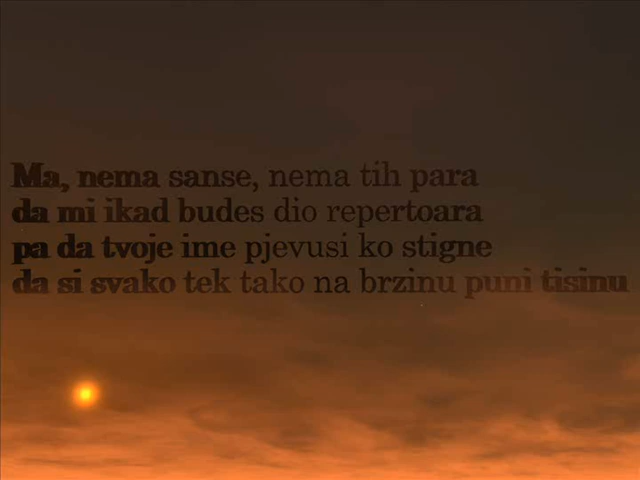 Ma, nema sanse, nema tih para
da mi ikad budes dio repertoara
pa da tvoje ime pjevusi ko stigne
da si svako tek tako na brzinu puni tisinu